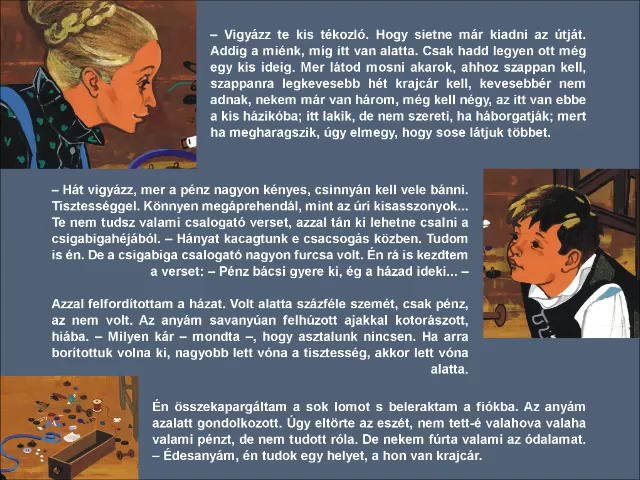 – Vigyázz te kis tékozló. Hogy sietne már kiadni az útját.
Addig a miénk, míg itt van alatta. Csak hadd legyen ott még
egy kis ideig. Mer látod mosni akarok, ahhoz szappan kell,
szappanra legkevesebb hét krajcár kell, kevesebbér nem
adnak, nekem már van három, még kell négy, az itt van ebbe
a kis házikóba; itt lakik, de nem szereti, ha háborgatják; mert
ha megharagszik, úgy elmegy, hogy sose látjuk többet.
– Hát vigyázz, mer a pénz nagyon kényes, csinnyán kell vele bánni.
Tisztességgel. Könnyen megáprehendál, mint az úri kisasszonyok...
Te nem tudsz valami csalogató verset, azzal tán ki lehetne csalni a
csigabigahéjából. – Hányat kacagtunk e csacsogás közben. Tudom
is én. De a csigabiga csalogató nagyon furcsa volt. Én rá is kezdtem
a verset: – Pénz bácsi gyere ki, ég a házad ideki... –
Azzal felfordítottam a házat. Volt alatta százféle szemét, csak pénz,
az nem volt. Az anyám savanyúan felhúzott ajakkal kotorászott,
hiába. – Milyen kár – mondta –, hogy asztalunk nincsen. Ha arra
borítottuk volna ki, nagyobb lett vóna a tisztesség, akkor lett vóna
alatta.
Én összekapargáltam a sok lomot s beleraktam a fiókba. Az anyám
azalatt gondolkozott. Úgy eltörte az eszét, nem tett-é valahova valaha
valami pénzt, de nem tudott róla. De nekem fúrta valami az ódalamat.
– Édesanyám, én tudok egy helyet, a hon van krajcár.